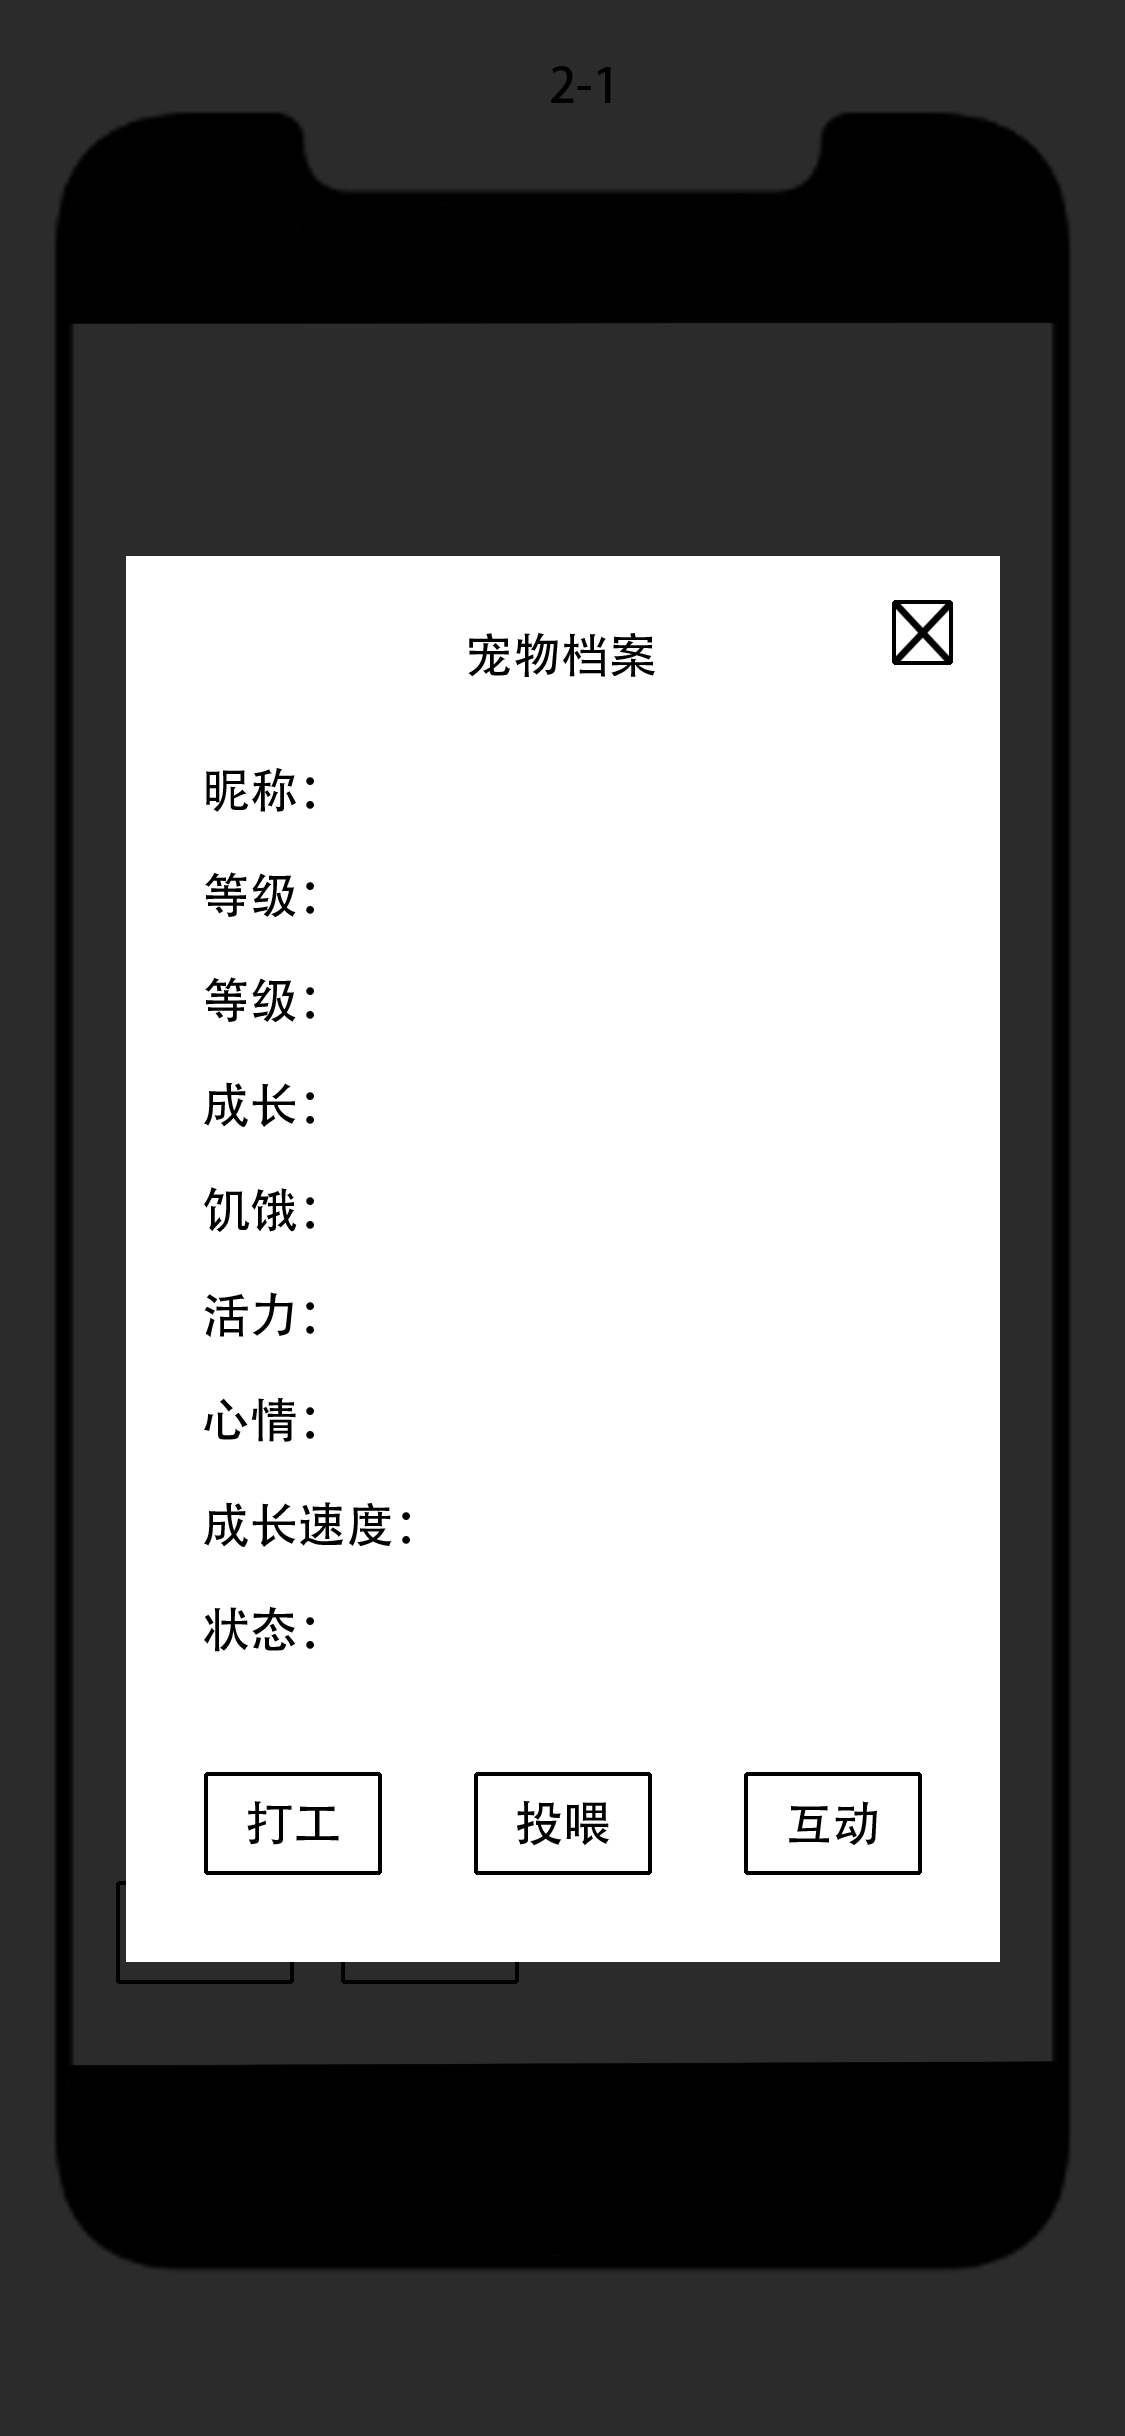 2-1
宠物档案
昵称：
等级：
等级：
成长：
饥饿：
活力：
心情：
成长速度：
状态：
打工 投喂 互动